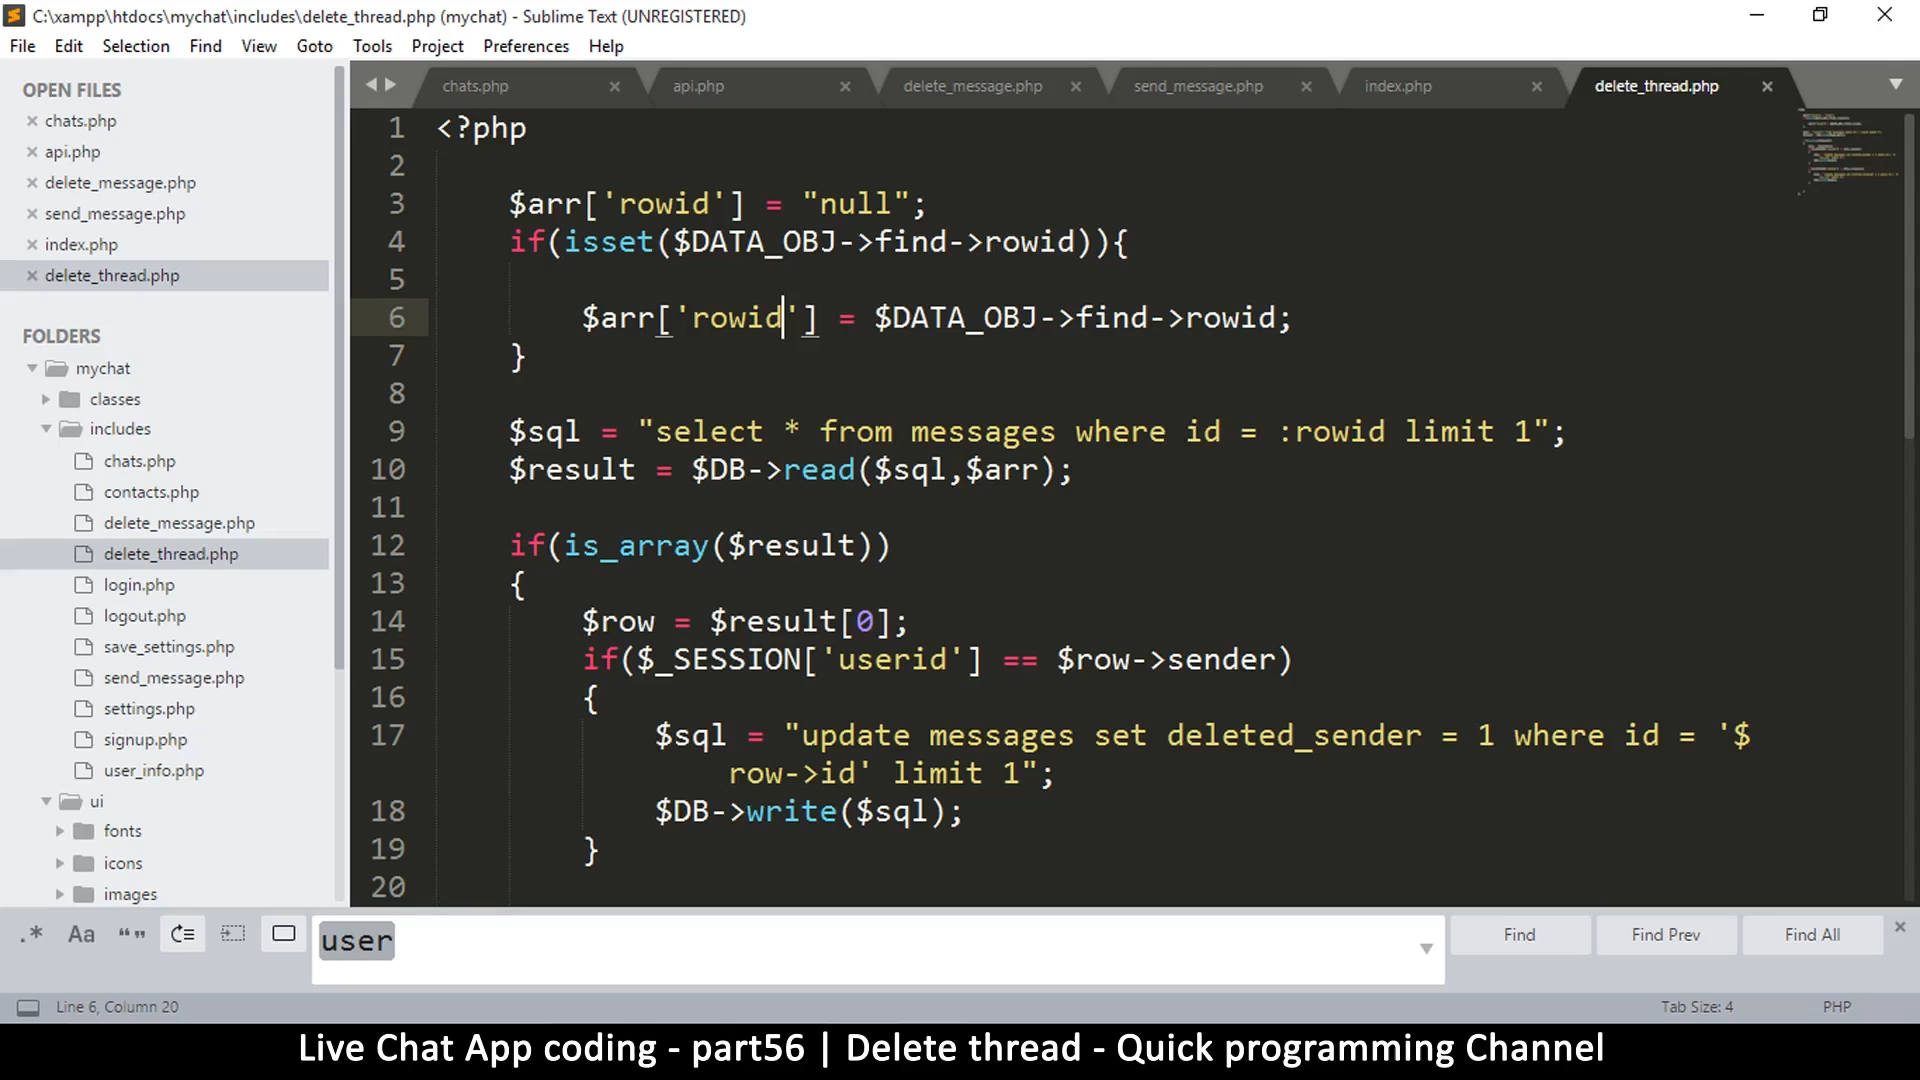 C:\xampp\htdocs\mychat\includes\delete_thread.php (mychat) - Sublime Text (UNREGISTERED)
File Edit Selection Find View Goto Tools Project Preferences Help
OPEN FILES
chats.php
api.php
delete_message.php
send_message.php
index.php
delete_thread.php
FOLDERS
mychat
classes
includes
chats.php
contacts.php
delete_message.php
delete_thread.php
login.php
logout.php
save_settings.php
send_message.php
settings.php
signup.php
user_info.php
ui
fonts
icons
images
chats.php api.php delete_message.php send_message.php index.php delete_thread.php
1 <?php
2
3 $arr['rowid'] = "null";
4 if(isset($DATA_OBJ->find->rowid)){
5
6 $arr['rowid'] = $DATA_OBJ->find->rowid;
7 }
8
9 $sql = "select * from messages where id = :rowid limit 1";
10 $result = $DB->read($sql,$arr);
11
12 if(is_array($result))
13 {
14 $row = $result[0];
15 if($_SESSION['userid'] == $row->sender)
16 {
17 $sql = "update messages set deleted_sender = 1 where id = '$
row->id' limit 1";
18 $DB->write($sql);
19 }
20
.* Aa “” user Find Find Prev Find All
Line 6, Column 20 Tab Size: 4 PHP
Live Chat App coding - part56 | Delete thread - Quick programming Channel